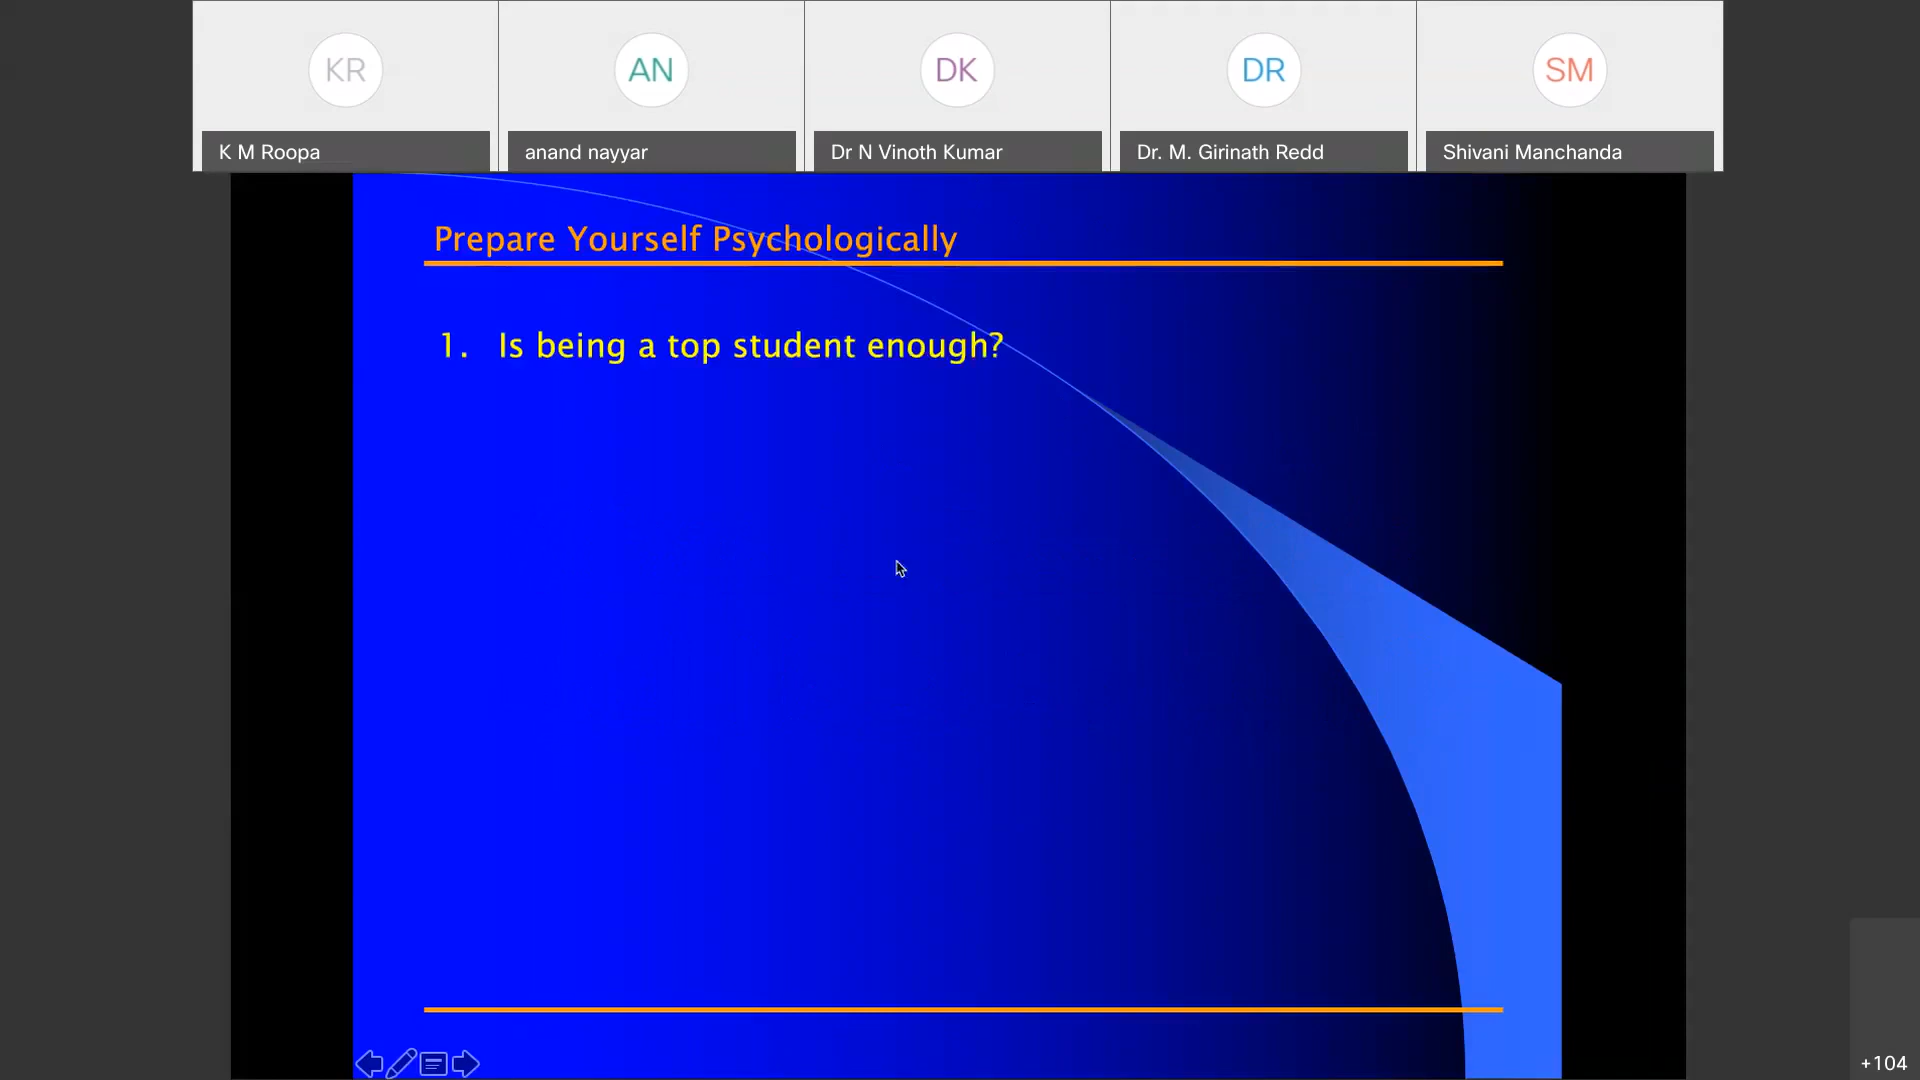 KR
AN
DK
DR
SM
K M Roopa
anand nayyar
Dr N Vinoth Kumar
Dr. M. Girinath Redd
Shivani Manchanda
Prepare Yourself Psychologically
1. Is being a top student enough?
+104